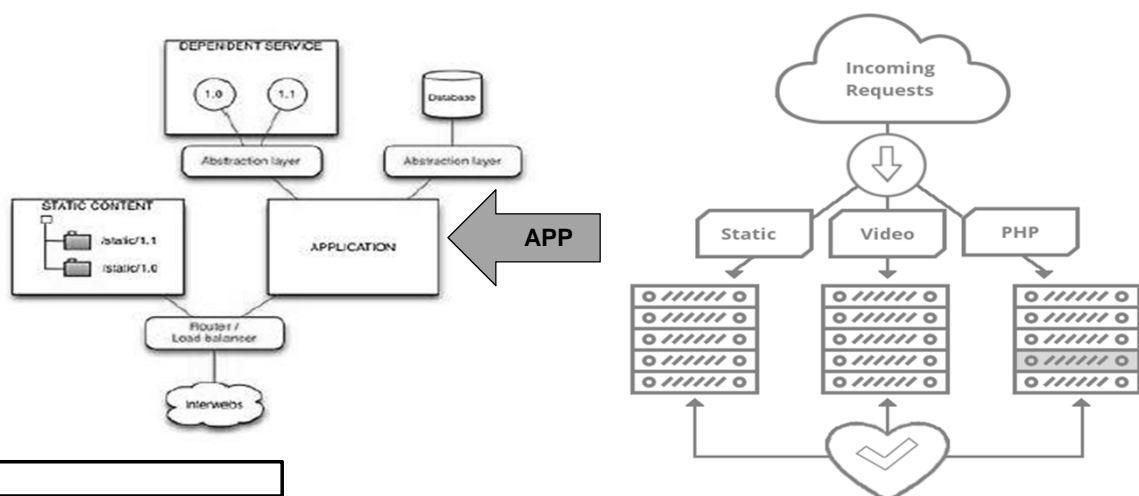 DEPENDENT SERVICE
1.0
1.1
Database
Abstraction layer
Abstraction layer
STATIC CONTENT
/static/1.1
/static/1.0
APPLICATION
Router /
Load balancer
Interwebs
APP
Incoming
Requests
Static
Video
PHP